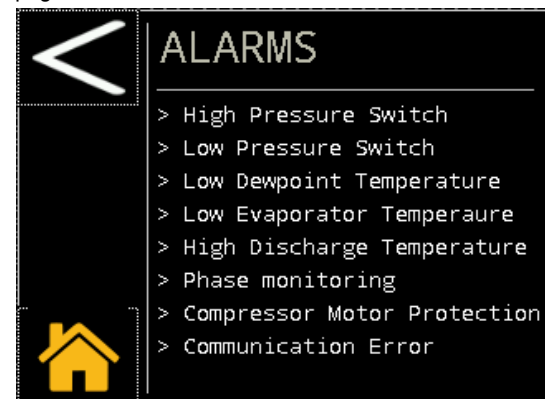 ALARMS
> High Pressure Switch
> Low Pressure Switch
> Low Dewpoint Temperature
> Low Evaporator Temperaure
> High Discharge Temperature
> Phase monitoring
> Compressor Motor Protection
> Communication Error